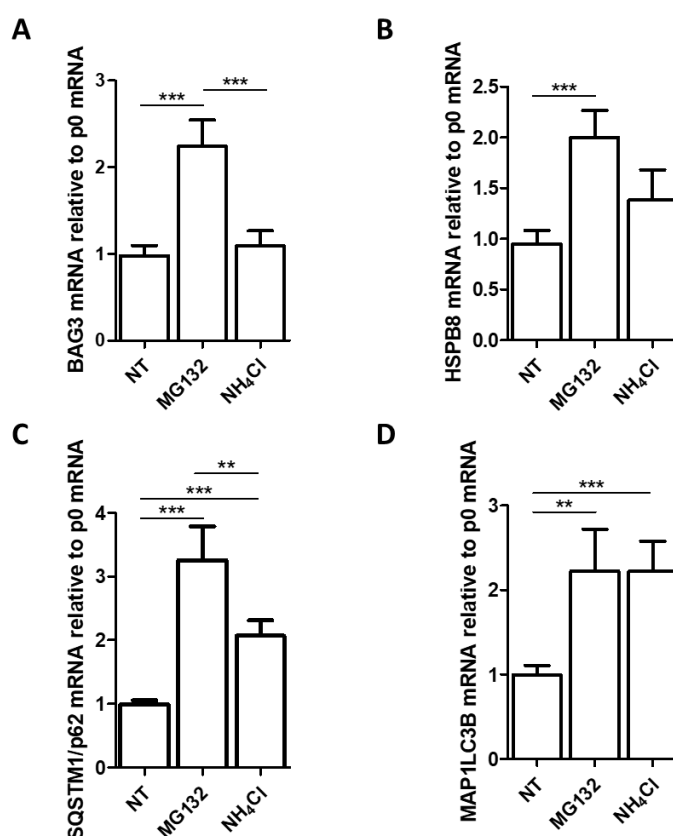 A
BAG3 mRNA relative to p0 mRNA
3
2
1
0
***
***
NT
MG132
NH₄Cl
B
HSPB8 mRNA relative to p0 mRNA
2.5
2.0
1.5
1.0
0.5
0.0
***
NT
MG132
NH₄Cl
C
SQSTM1/p62 mRNA relative to p0 mRNA
4
3
2
1
0
**
***
***
NT
MG132
NH₄Cl
D
MAP1LC3B mRNA relative to p0 mRNA
3
2
1
0
***
**
NT
MG132
NH₄Cl